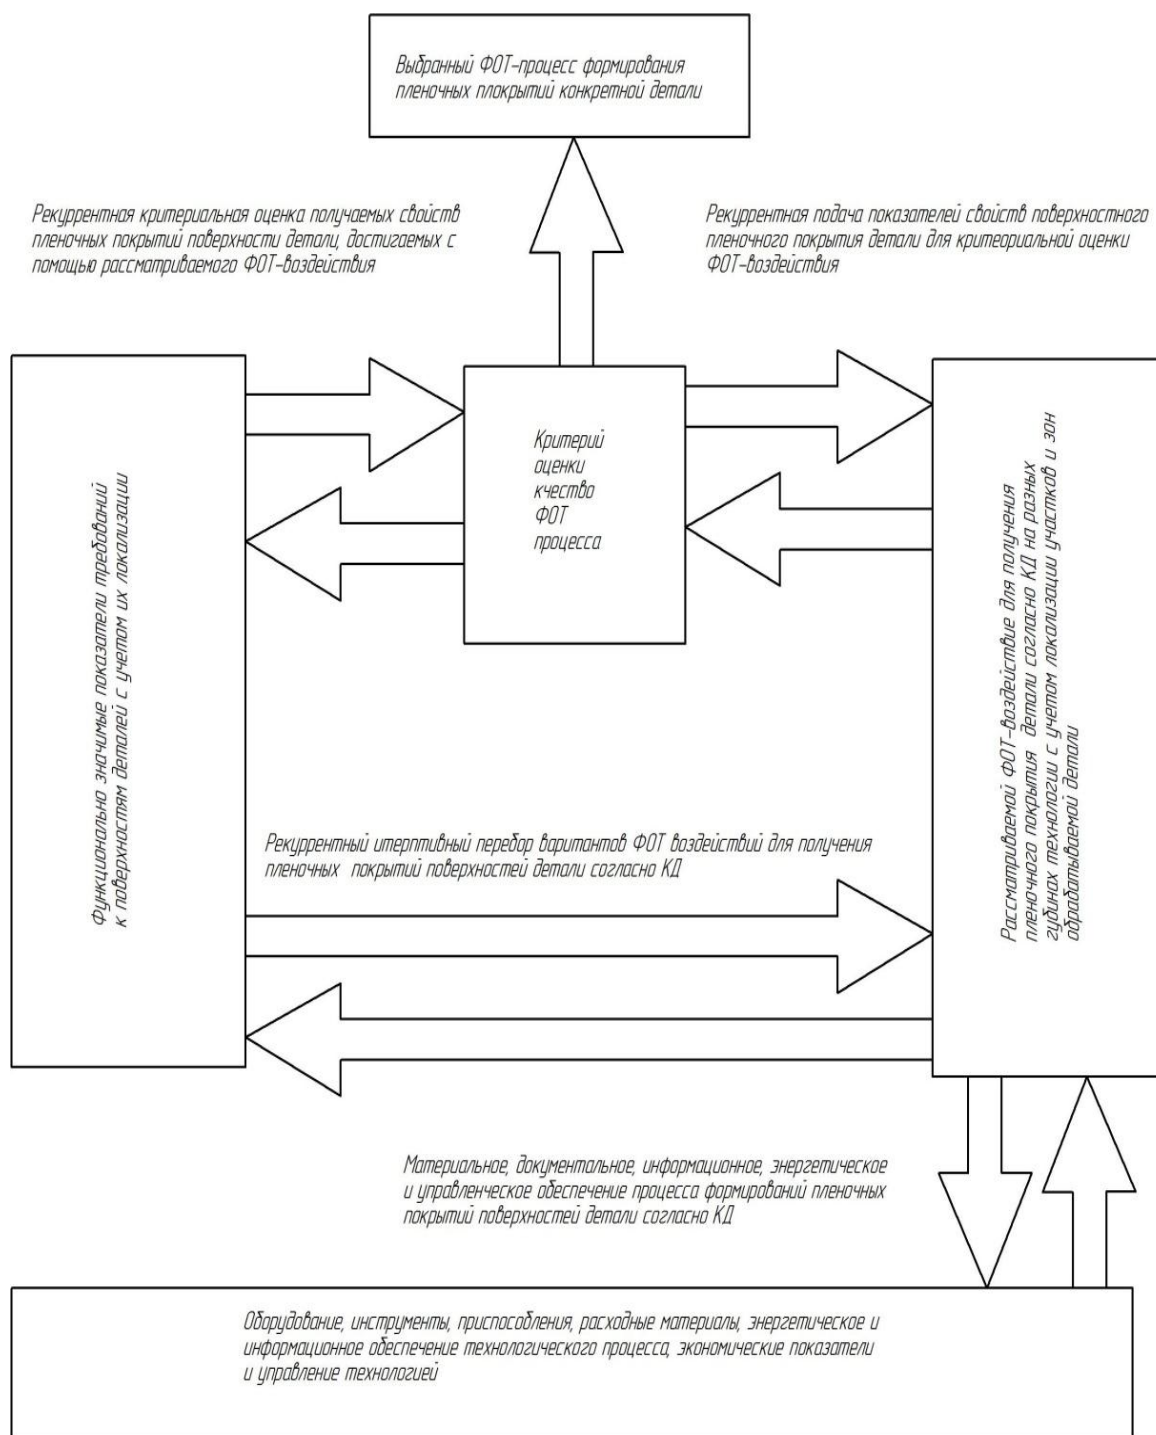 Выбранный ФОТ-процесс формирования
пленочных плокрытий конкретной детали
Рекуррентная критериальная оценка получаемых свойств
пленочных покрытий поверхности детали, достигаемых с
помощью рассматриваемого ФОТ-воздействия
Рекуррентная подача показателей свойств поверхностного
пленочного покрытия детали для критеориальной оценки
ФОТ-воздействия
Функционально значимые показатели требований
к поверхностям деталей с учетом их локализации
Критерий
оценки
кчество
ФОТ
процесса
Рассматриваемой ФОТ-воздействие для получения
пленочного покрытия детали согласно КД на разных
губинах технологии с учетом локализации участков и зон
обрабатываемой детали
Рекуррентный итерптивный перебор варитантов ФОТ воздействий для получения
пленочных покрытий поверхностей детали согласно КД
Материальное, документальное, информационное, энергетическое
и управленческое обеспечение процесса формирований пленочных
покрытий поверхностей детали согласно КД
Оборудование, инструменты, приспособления, расходные материалы, энергетическое и
информационное обеспечение технологического процесса, экономические показатели
и управление технологией